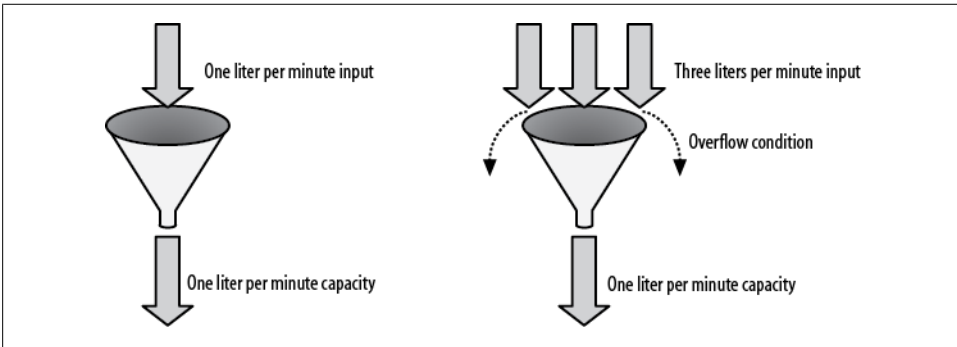 One liter per minute input
One liter per minute capacity
Three liters per minute input
Overflow condition
One liter per minute capacity